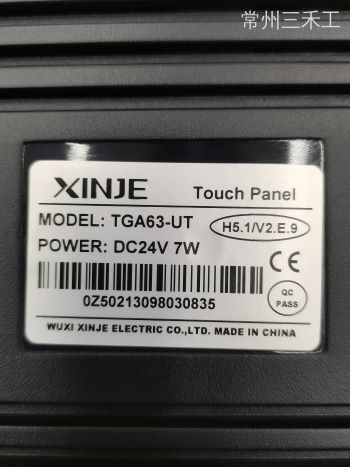 常州三禾工
XINJE
Touch Panel
MODEL: TGA63-UT
H5.1/V2.E.9
POWER: DC24V 7W
CE
QC
PASS
0Z50213098030835
WUXI XINJE ELECTRIC CO.,LTD. MADE IN CHINA